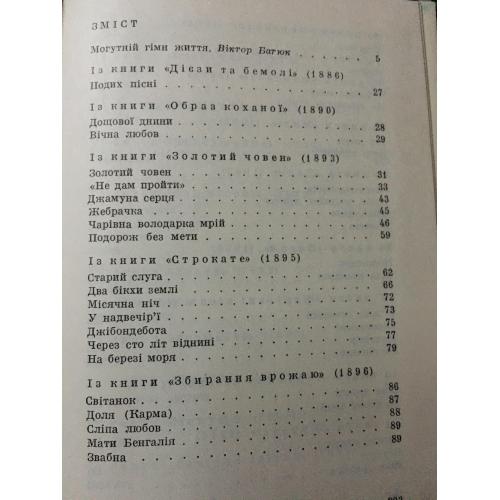 ЗМІСТ
Могутній гімн життя, Віктор Батюк . . . . . 5
Із книги «Дієзи та бемолі» (1886)
Подих пісні . . . . . . . . . . . . 27
Із книги «Образ коханої» (1890)
Дощової днини . . . . . . . . . . . 28
Вічна любов . . . . . . . . . . . . 29
Із книги «Золотий човен» (1893)
Золотий човен . . . . . . . . . . . 31
«Не дам пройти» . . . . . . . . . . 33
Джамуна серця . . . . . . . . . . . 43
Жебрачка . . . . . . . . . . . . . 45
Чарівна володарка мрій . . . . . . . 46
Подорож без мети . . . . . . . . . . 59
Із книги «Строкате» (1895)
Старий слуга . . . . . . . . . . . . 62
Два бікхи землі . . . . . . . . . . . 66
Місячна ніч . . . . . . . . . . . . 72
У надвечір'ї . . . . . . . . . . . . 73
Джібондебота . . . . . . . . . . . . 75
Через сто літ віднині . . . . . . . . 77
На березі моря . . . . . . . . . . . 79
Із книги «Збирання врожаю» (1896)
Світанок . . . . . . . . . . . . . 86
Доля (Карма) . . . . . . . . . . . . 87
Сліпа любов . . . . . . . . . . . . 88
Мати Бенгалія . . . . . . . . . . . 89
Звабна . . . . . . . . . . . . . . 89